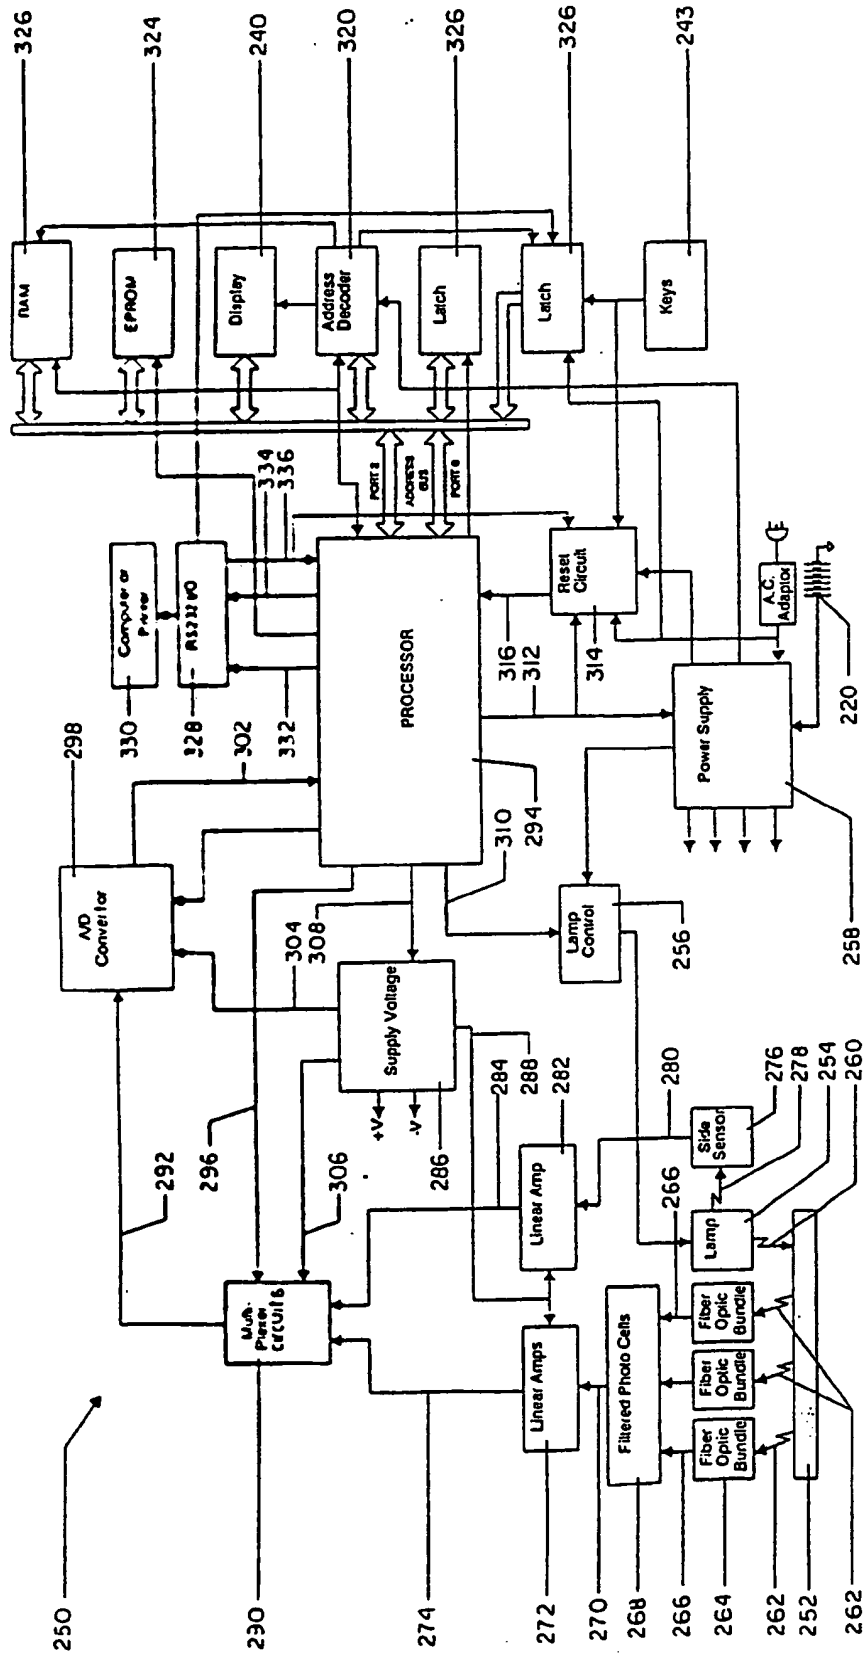 326
324
240
320
326
326
243
RAM
EPROM
Display
Address
Decoder
Latch
Latch
Keys
334
336
PORT 2
ADDRESS
BUS
PORT 6
Computer or
Printer
RS232 I/O
330
328
332
302
298
A/D
Convertor
PROCESSOR
294
310
316
312
314
Reset
Circuit
A.C.
Adaptor
220
Power Supply
258
Lamp
Control
256
304
308
Supply Voltage
+V
-V
286
306
296
292
284
288
282
Linear Amp
280
266
276
278
254
260
Side
Sensor
Lamp
Multi-
Plexer
CIRCUITS
Linear Amps
Filtered Photo Cells
Fiber
Optic
Bundle
Fiber
Optic
Bundle
Fiber
Optic
Bundle
250
290
274
272
270
268
266
264
262
252
262